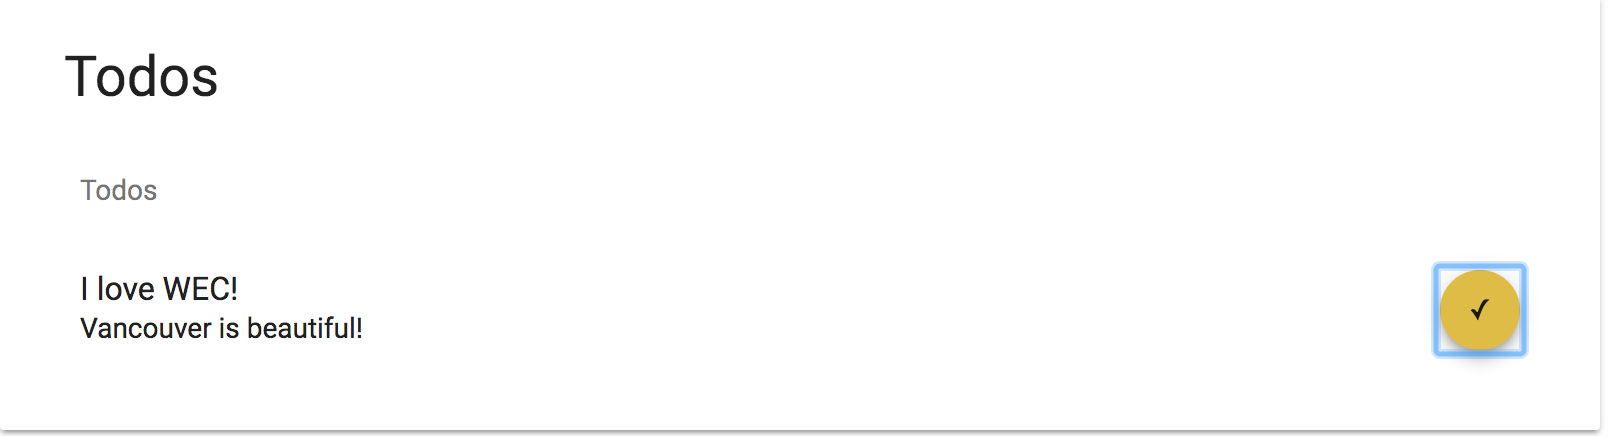 Todos
Todos
I love WEC!
Vancouver is beautiful!
✓